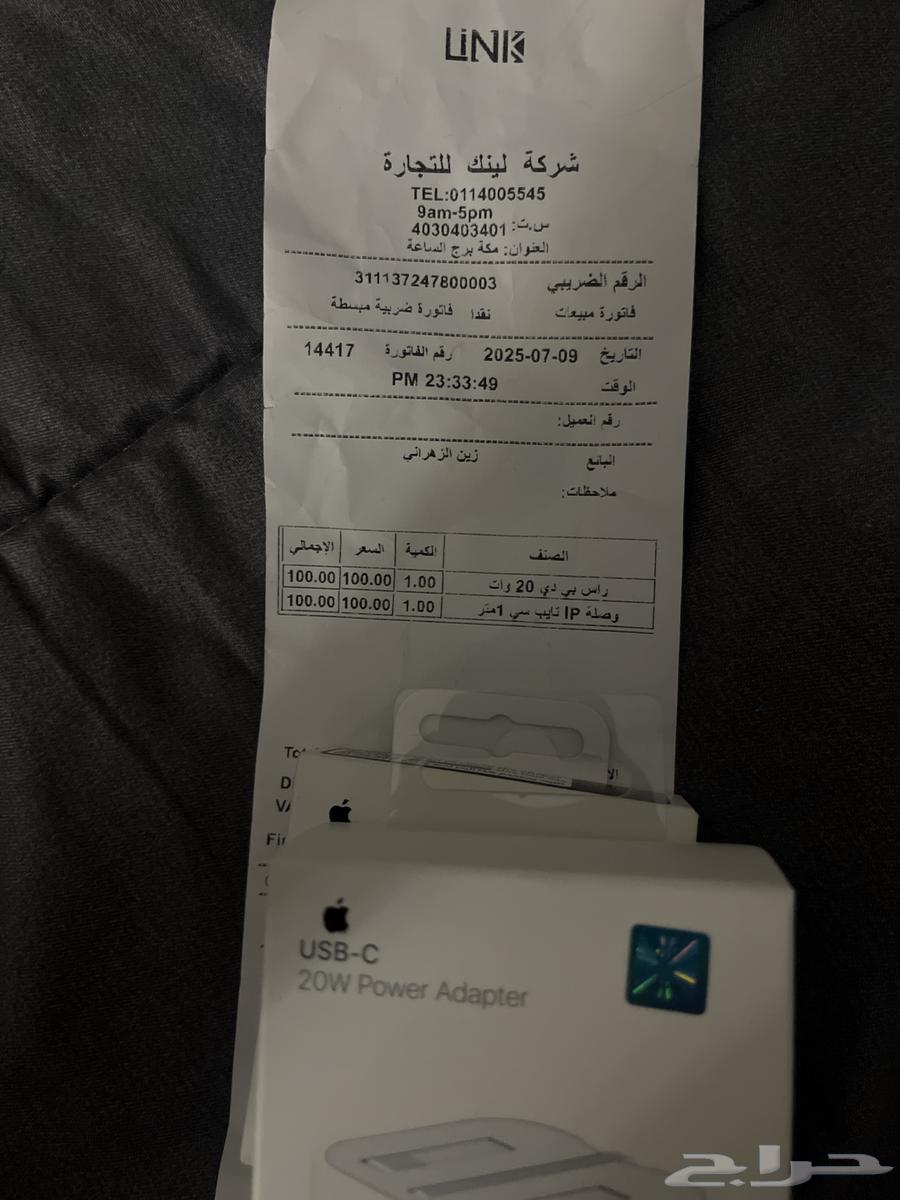 LiNK
شركة لينك للتجارة
TEL:0114005545
9am-5pm
س.ت: 4030403401
العنوان: مكة برج الساعة
الرقم الضريبي 311137247800003
فاتورة مبيعات نقدا فاتورة ضريبية مبسطة
التاريخ 2025-07-09 رقم الفاتورة 14417
الوقت PM 23:33:49
رقم العميل:
البائع زين الزهراني
ملاحظات:
الصنف الكمية السعر الإجمالي
راس بي دي 20 وات 1.00 100.00 100.00
وصلة IP تايب سي 1متر 1.00 100.00 100.00
USB-C
20W Power Adapter
حراج